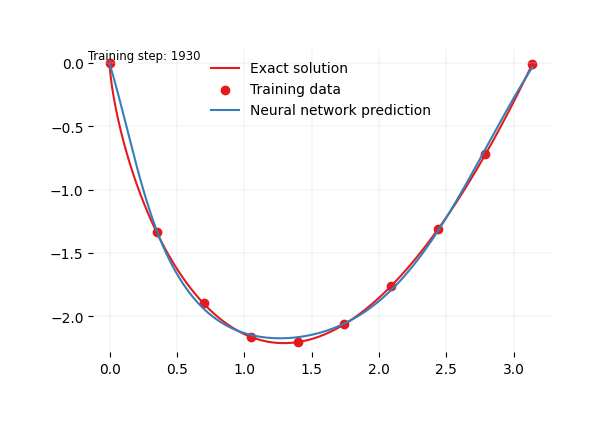 Training step: 1930
Exact solution
Training data
Neural network prediction
0.0
−0.5
−1.0
−1.5
−2.0
0.0 0.5 1.0 1.5 2.0 2.5 3.0